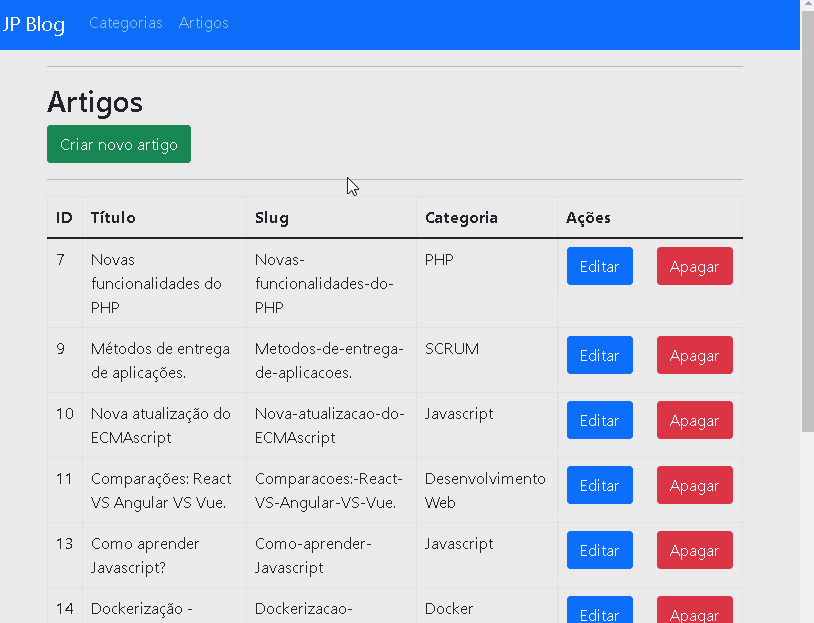 JP Blog Categorias Artigos
Artigos
Criar novo artigo
ID Título Slug Categoria Ações
7 Novas Novas- PHP Editar Apagar
funcionalidades do funcionalidades-do-
PHP PHP
9 Métodos de entrega Metodos-de-entrega- SCRUM Editar Apagar
de aplicações. de-aplicacoes.
10 Nova atualização do Nova-atualizacao-do- Javascript Editar Apagar
ECMAscript ECMAscript
11 Comparações: React Comparacoes:-React- Desenvolvimento Editar Apagar
VS Angular VS Vue. VS-Angular-VS-Vue. Web
13 Como aprender Como-aprender- Javascript Editar Apagar
Javascript? Javascript
14 Dockerização - Dockerizacao- Docker Editar Apagar